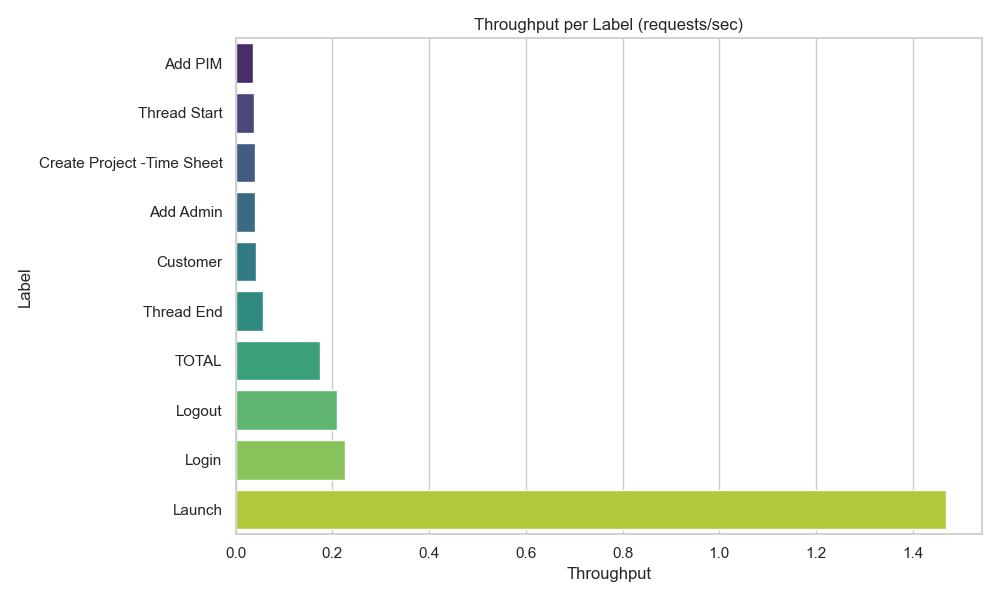 Throughput per Label (requests/sec)
Add PIM
Thread Start
Create Project -Time Sheet
Add Admin
Customer
Thread End
TOTAL
Logout
Login
Launch
Label
0.0 0.2 0.4 0.6 0.8 1.0 1.2 1.4
Throughput